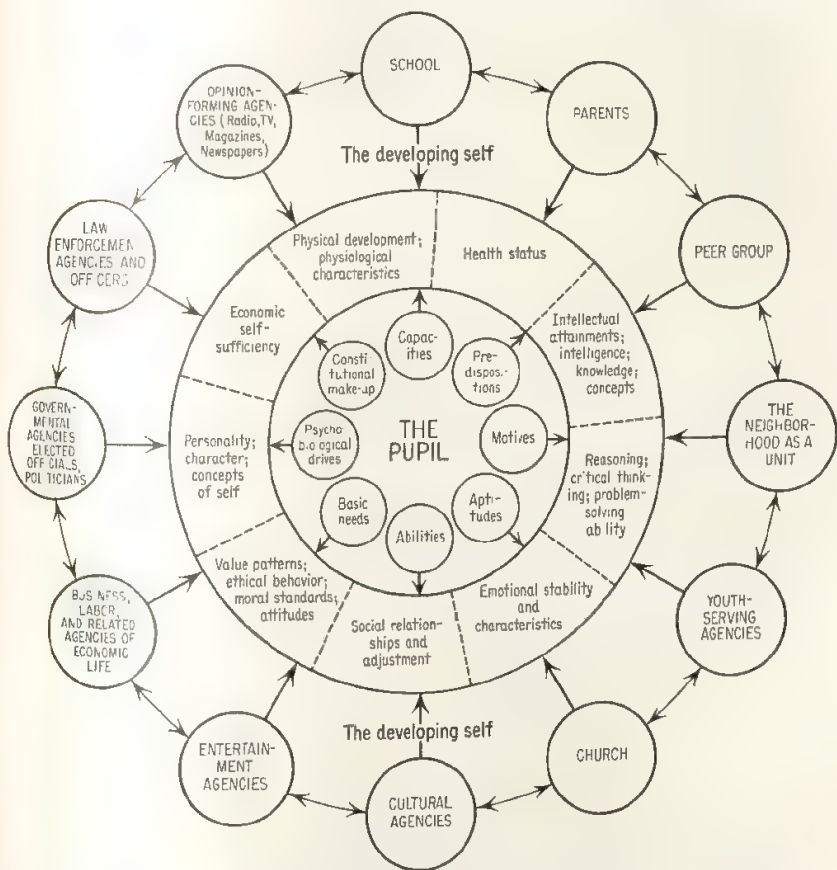 SCHOOL
OPINION-
FORMING AGEN-
CIES (Radio, TV,
Magazines,
Newspapers)
PARENTS
The developing self
LAW
ENFORCEMEN
AGENCIES AND
OFFICERS
PEER GROUP
Physical development;
physiological
characteristics
Health status
Economic
self-
sufficiency
Intellectual
attainments;
intelligence;
knowledge;
concepts
Capac-
ities
Consti-
tutional
make-up
Pre-
disposi-
tions
GOVERN-
MENTAL AGENCIES
ELECTED
OFFICIALS,
POLITICIANS
Personality;
character;
concepts
of self
Psycho-
biological
drives
THE
PUPIL
Motives
THE
NEIGHBOR-
HOOD AS A
UNIT
Reasoning;
critical think-
ing; problem-
solving
ability
Basic
needs
Apti-
tudes
Abilities
Value patterns;
ethical behavior;
moral standards;
attitudes
Emotional stability
and
characteristics
Social relation-
ships and
adjustment
BUSINESS,
LABOR,
AND RELATED
AGENCIES OF
ECONOMIC
LIFE
YOUTH-
SERVING
AGENCIES
The developing self
ENTERTAIN-
MENT
AGENCIES
CHURCH
CULTURAL
AGENCIES